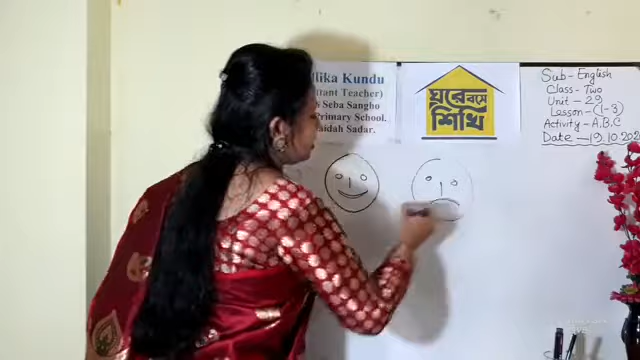 llika Kundu
tant Teacher)
Seba Sangho
Primary School.
aidah Sadar.
ঘরে বসে
শিখি
Sub - English
Class - Two
Unit - 29
Lesson - (1-3)
Activity - A.B.C
Date - 19.10.202